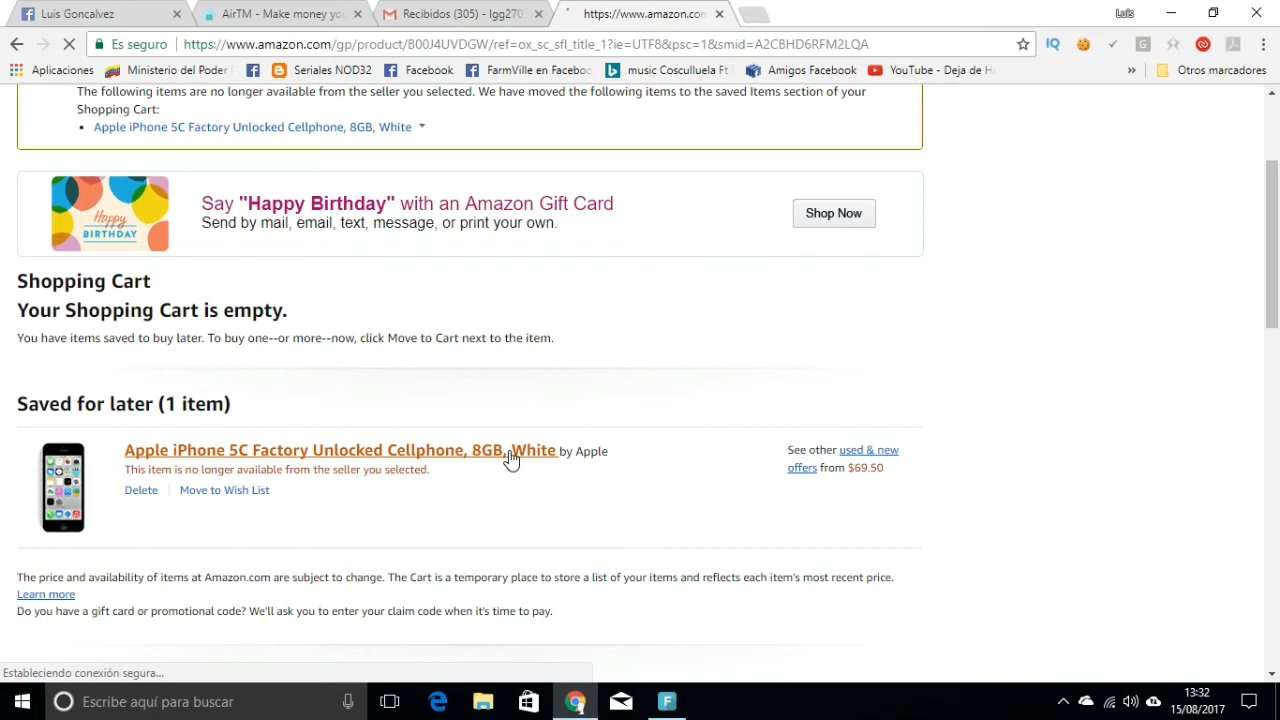 Luis Goncalvez
AirTM - Make money yo
Recibidos (305) - lgg270
https://www.amazon.com
Luis
Es seguro
https://www.amazon.com/gp/product/B00J4UVDGW/ref=ox_sc_sfl_title_1?ie=UTF8&psc=1&smid=A2CBHD6RFM2LQA
Aplicaciones
Ministerio del Poder
Seriales NOD32
Facebook
FarmVille en Faceboo
music Cosculluela Ft
Amigos Facebook
YouTube - Deja de H
»
Otros marcadores
The following items are no longer available from the seller you selected. We have moved the following items to the saved Items section of your
Shopping Cart:
• Apple iPhone 5C Factory Unlocked Cellphone, 8GB, White
Happy
BIRTHDAY
Say "Happy Birthday" with an Amazon Gift Card
Send by mail, email, text, message, or print your own.
Shop Now
Shopping Cart
Your Shopping Cart is empty.
You have items saved to buy later. To buy one--or more--now, click Move to Cart next to the item.
Saved for later (1 item)
Apple iPhone 5C Factory Unlocked Cellphone, 8GB, White by Apple
This item is no longer available from the seller you selected.
Delete
Move to Wish List
See other used & new
offers from $69.50
The price and availability of items at Amazon.com are subject to change. The Cart is a temporary place to store a list of your items and reflects each item's most recent price.
Learn more
Do you have a gift card or promotional code? We'll ask you to enter your claim code when it's time to pay.
Estableciendo conexión segura...
Escribe aquí para buscar
13:32
15/08/2017